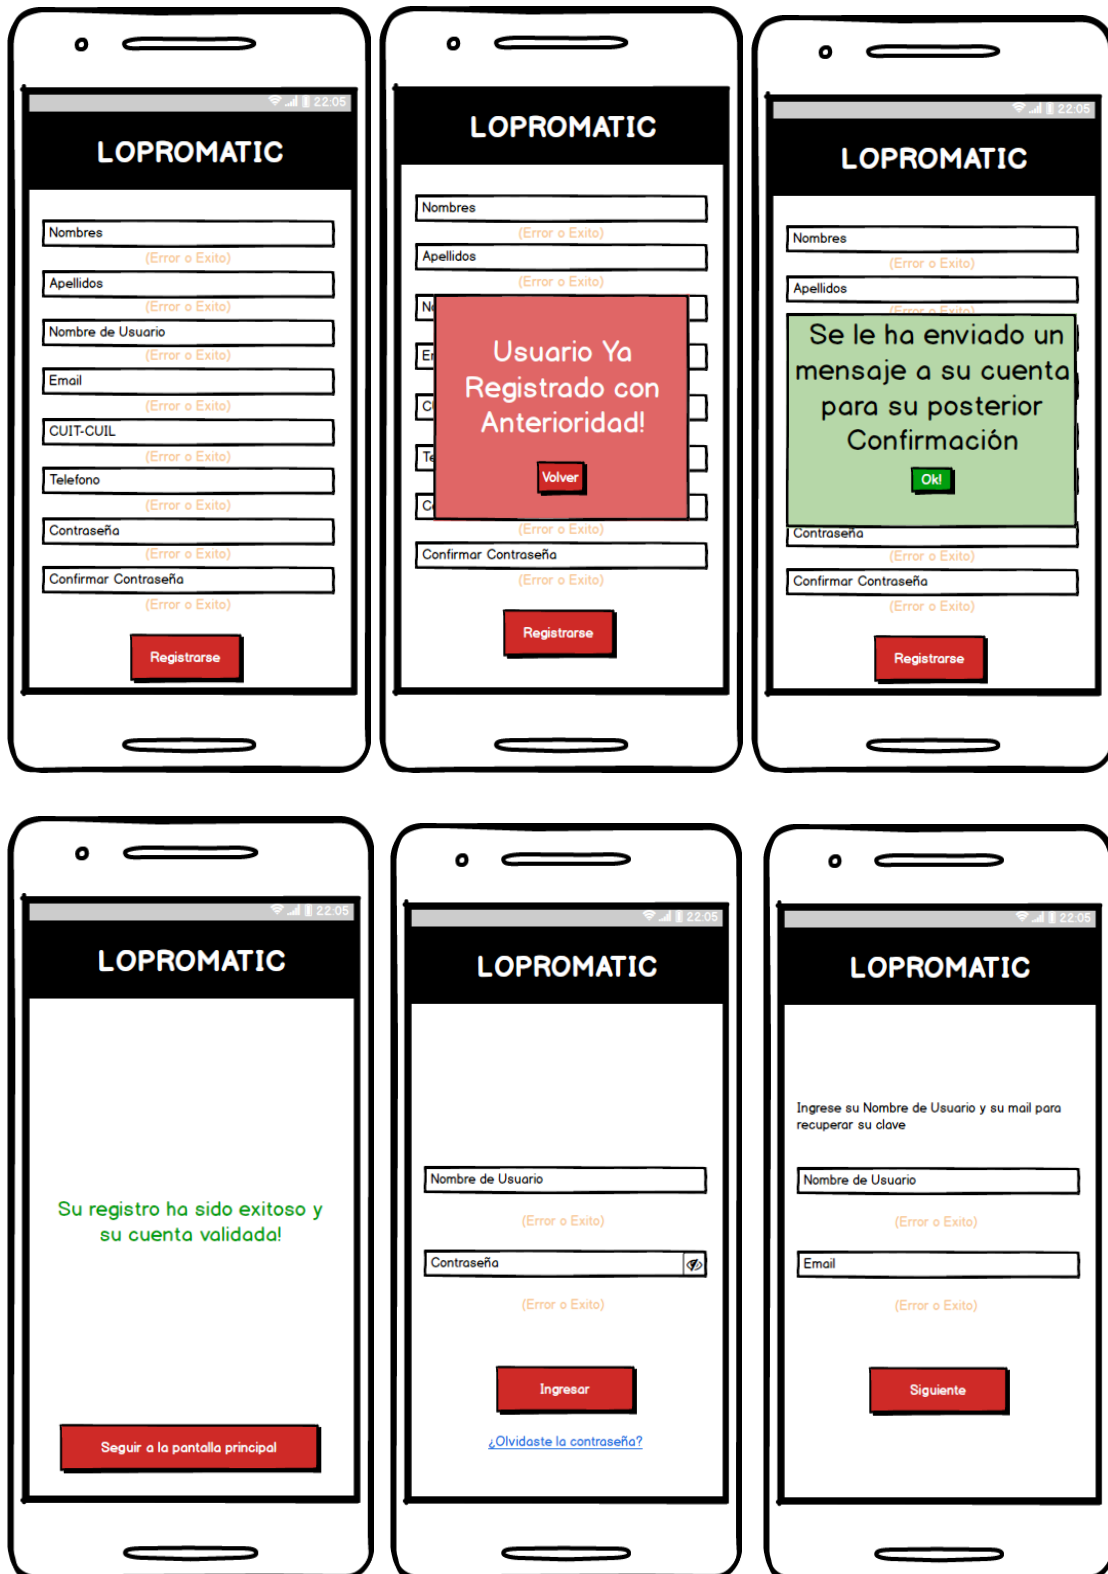 22:05
LOPROMATIC
Nombres
(Error o Exito)
Apellidos
(Error o Exito)
Nombre de Usuario
(Error o Exito)
Email
(Error o Exito)
CUIT-CUIL
(Error o Exito)
Telefono
(Error o Exito)
Contraseña
(Error o Exito)
Confirmar Contraseña
(Error o Exito)
Registrarse
LOPROMATIC
Nombres
(Error o Exito)
Apellidos
(Error o Exito)
Usuario Ya
Registrado con
Anterioridad!
Volver
(Error o Exito)
Confirmar Contraseña
(Error o Exito)
Registrarse
22:05
LOPROMATIC
Nombres
(Error o Exito)
Apellidos
(Error o Exito)
Se le ha enviado un
mensaje a su cuenta
para su posterior
Confirmación
Ok!
Contraseña
(Error o Exito)
Confirmar Contraseña
(Error o Exito)
Registrarse
22:05
LOPROMATIC
Su registro ha sido exitoso y
su cuenta validada!
Seguir a la pantalla principal
22:05
LOPROMATIC
Nombre de Usuario
(Error o Exito)
Contraseña
(Error o Exito)
Ingresar
¿Olvidaste la contraseña?
22:05
LOPROMATIC
Ingrese su Nombre de Usuario y su mail para
recuperar su clave
Nombre de Usuario
(Error o Exito)
Email
(Error o Exito)
Siguiente